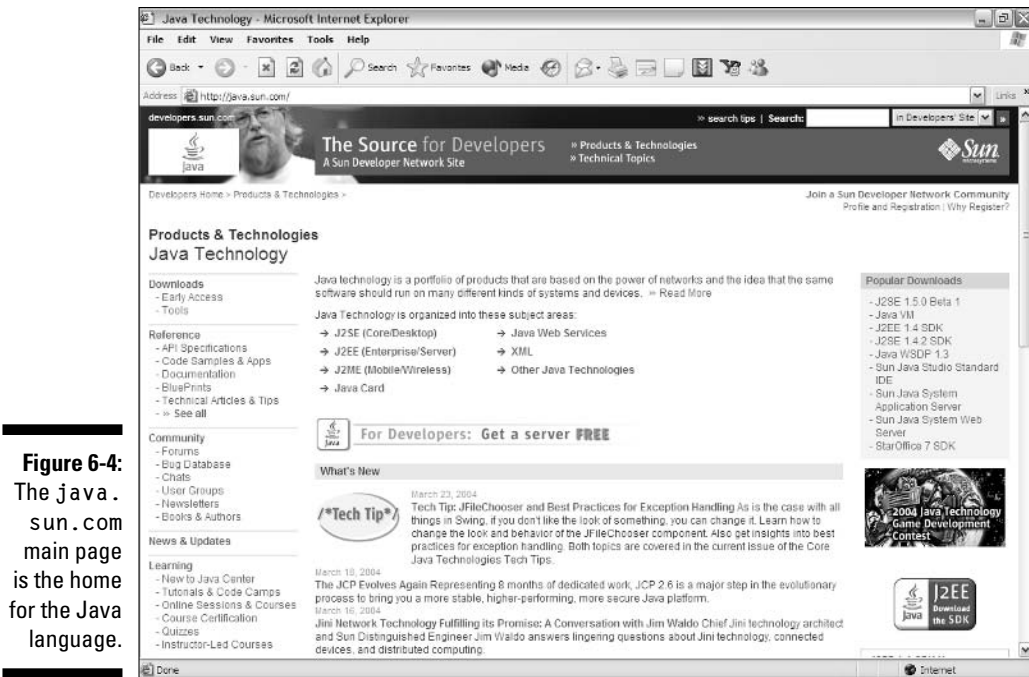 Java Technology - Microsoft Internet Explorer
File Edit View Favorites Tools Help
Back Search Favorites Media
Address http://java.sun.com/ Links
developers.sun.com
» search tips | Search: in Developers' Site
Java
The Source for Developers
A Sun Developer Network Site
» Products & Technologies
» Technical Topics
Sun
microsystems
Developers Home > Products & Technologies >
Join a Sun Developer Network Community
Profile and Registration | Why Register?
Products & Technologies
Java Technology
Downloads
- Early Access
- Tools
Reference
- API Specifications
- Code Samples & Apps
- Documentation
- BluePrints
- Technical Articles & Tips
- » See all
Community
- Forums
- Bug Database
- Chats
- User Groups
- Newsletters
- Books & Authors
News & Updates
Learning
- New to Java Center
- Tutorials & Code Camps
- Online Sessions & Courses
- Course Certification
- Quizzes
- Instructor-Led Courses
Java technology is a portfolio of products that are based on the power of networks and the idea that the same
software should run on many different kinds of systems and devices. » Read More
Java Technology is organized into these subject areas:
→ J2SE (Core/Desktop)
→ J2EE (Enterprise/Server)
→ J2ME (Mobile/Wireless)
→ Java Card
→ Java Web Services
→ XML
→ Other Java Technologies
Java
For Developers: Get a server FREE
What's New
/*Tech Tip*/
March 23, 2004
Tech Tip: JFileChooser and Best Practices for Exception Handling As is the case with all
things in Swing, if you don't like the look of something, you can change it. Learn how to
change the look and behavior of the JFileChooser component. Also get insights into best
practices for exception handling. Both topics are covered in the current issue of the Core
Java Technologies Tech Tips.
March 18, 2004
The JCP Evolves Again Representing 8 months of dedicated work, JCP 2.6 is a major step in the evolutionary
process to bring you a more stable, higher-performing, more secure Java platform.
March 16, 2004
Jini Network Technology Fulfilling its Promise: A Conversation with Jim Waldo Chief Jini technology architect
and Sun Distinguished Engineer Jim Waldo answers lingering questions about Jini technology, connected
devices, and distributed computing.
Popular Downloads
- J2SE 1.5.0 Beta 1
- Java VM
- J2EE 1.4 SDK
- J2SE 1.4.2 SDK
- Java WSDP 1.3
- Sun Java Studio Standard
IDE
- Sun Java System
Application Server
- Sun Java System Web
Server
- StarOffice 7 SDK
2004 Java Technology
Game Development
Contest
Java
J2EE
Download
the SDK
Done
Internet
Figure 6-4:
The java.
sun.com
main page
is the home
for the Java
language.